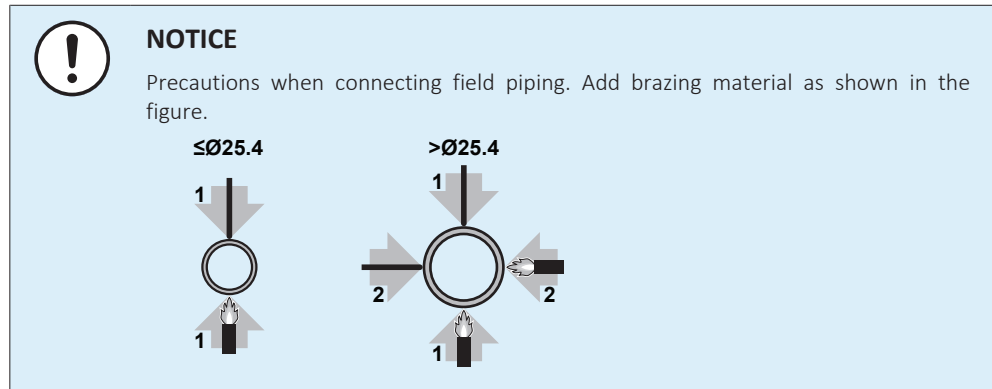 NOTICE
Precautions when connecting field piping. Add brazing material as shown in the
figure.
≤Ø25.4
>Ø25.4
1
1
1
2
2
1